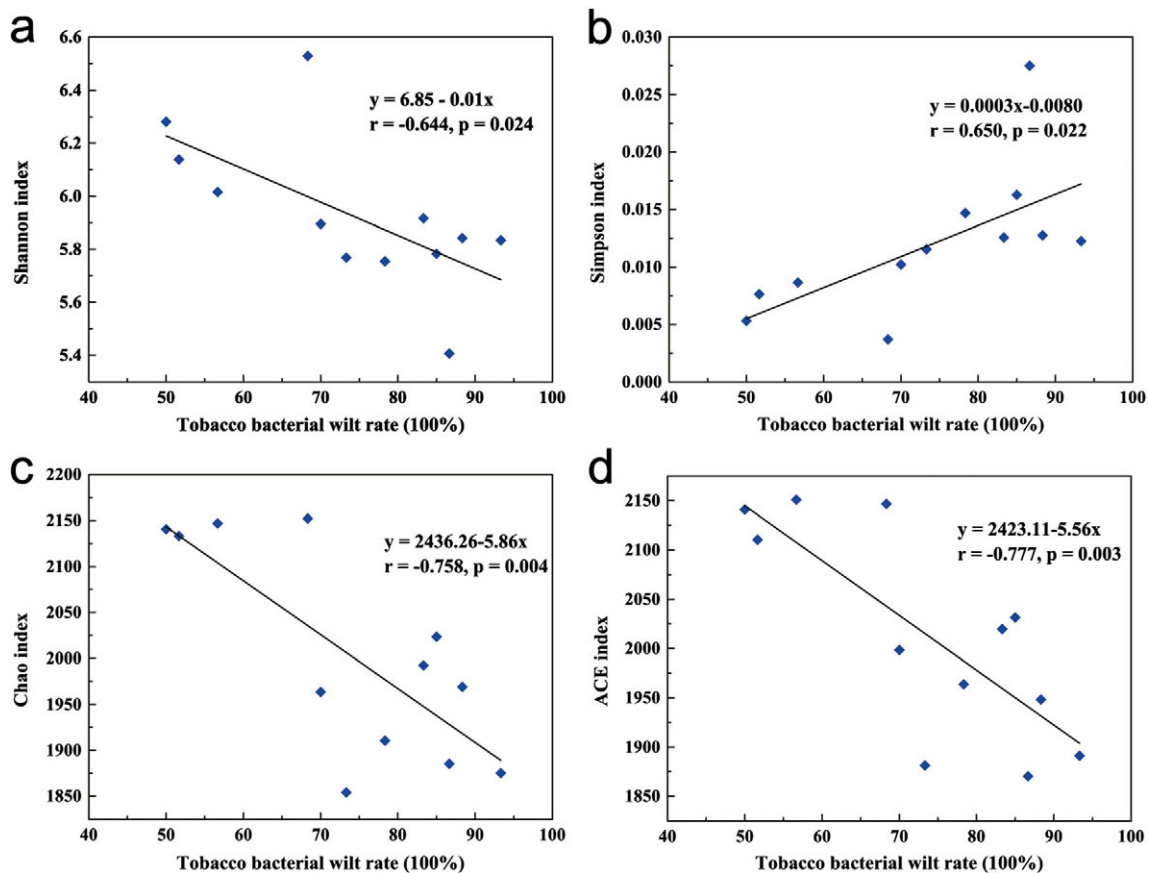 a
6.6
6.4
6.2
6.0
5.8
5.6
5.4
Shannon index
y = 6.85 - 0.01x
r = -0.644, p = 0.024
40 50 60 70 80 90 100
Tobacco bacterial wilt rate (100%)
b
0.030
0.025
0.020
0.015
0.010
0.005
0.000
Simpson index
y = 0.0003x-0.0080
r = 0.650, p = 0.022
40 50 60 70 80 90 100
Tobacco bacterial wilt rate (100%)
c
2200
2150
2100
2050
2000
1950
1900
1850
Chao index
y = 2436.26-5.86x
r = -0.758, p = 0.004
40 50 60 70 80 90 100
Tobacco bacterial wilt rate (100%)
d
2150
2100
2050
2000
1950
1900
1850
ACE index
y = 2423.11-5.56x
r = -0.777, p = 0.003
40 50 60 70 80 90 100
Tobacco bacterial wilt rate (100%)